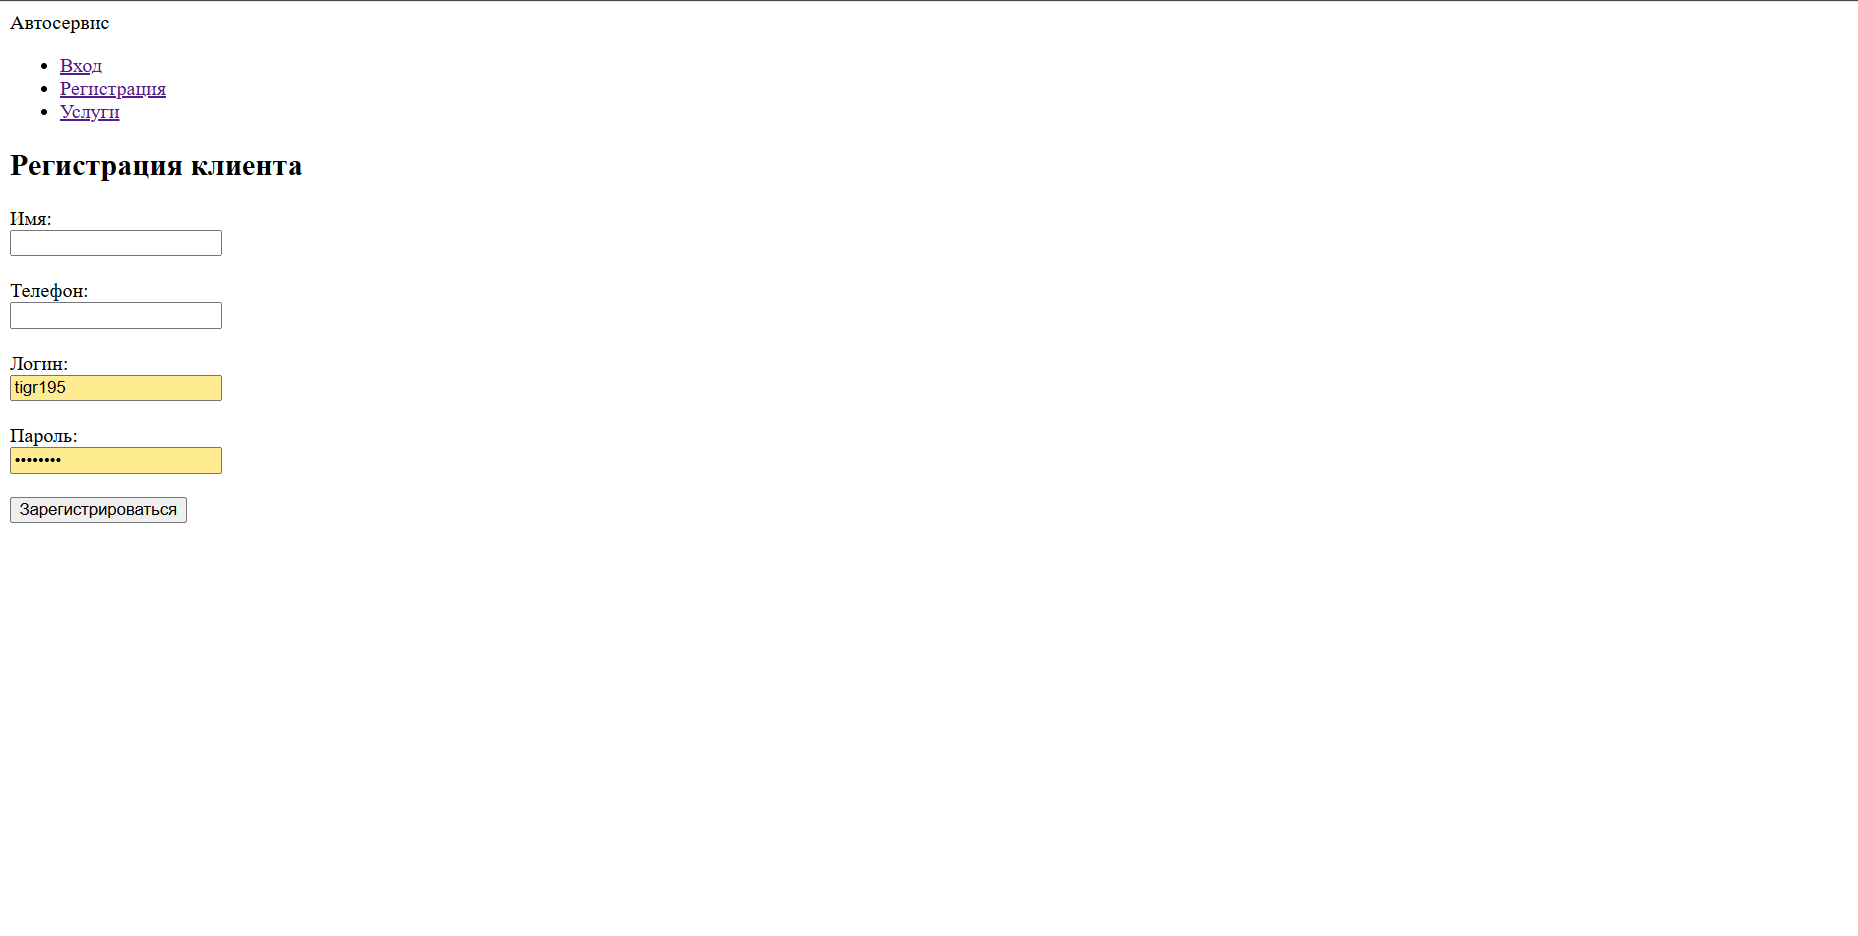 Автосервис
Вход
Регистрация
Услуги
Регистрация клиента
Имя:
Телефон:
Логин:
tigr195
Пароль:
••••••••
Зарегистрироваться